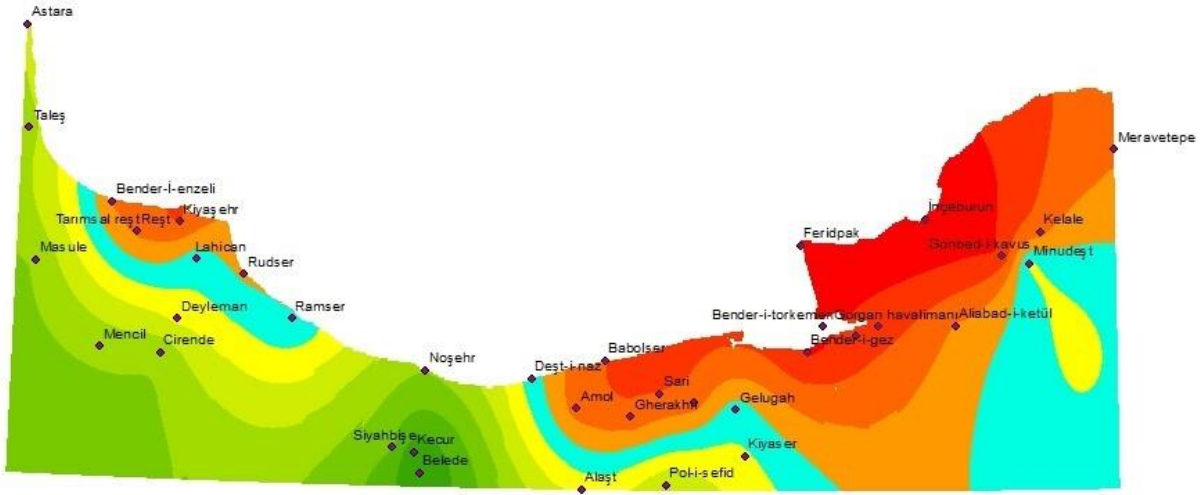 Astara
Taleş
Meravetepe
Bender-İ-enzeli
Kiyaşehr
Tarımsal reşt Reşt
İnçeburun
Kelale
Feridpak
Masule
Lahican
Gonbed-i-kavus
Minudeşt
Rudser
Deyleman
Ramser
Bender-i-torkemen
Gorgan havalimanı
Aliabad-i-ketül
Mencil
Cirende
Noşehr
Deşt-i-naz
Babolser
Bender-i-gez
Amol
Sari
Gherakhil
Gelugah
Siyahbişe
Kecur
Kiyaser
Belede
Alaşt
Pol-i-sefid